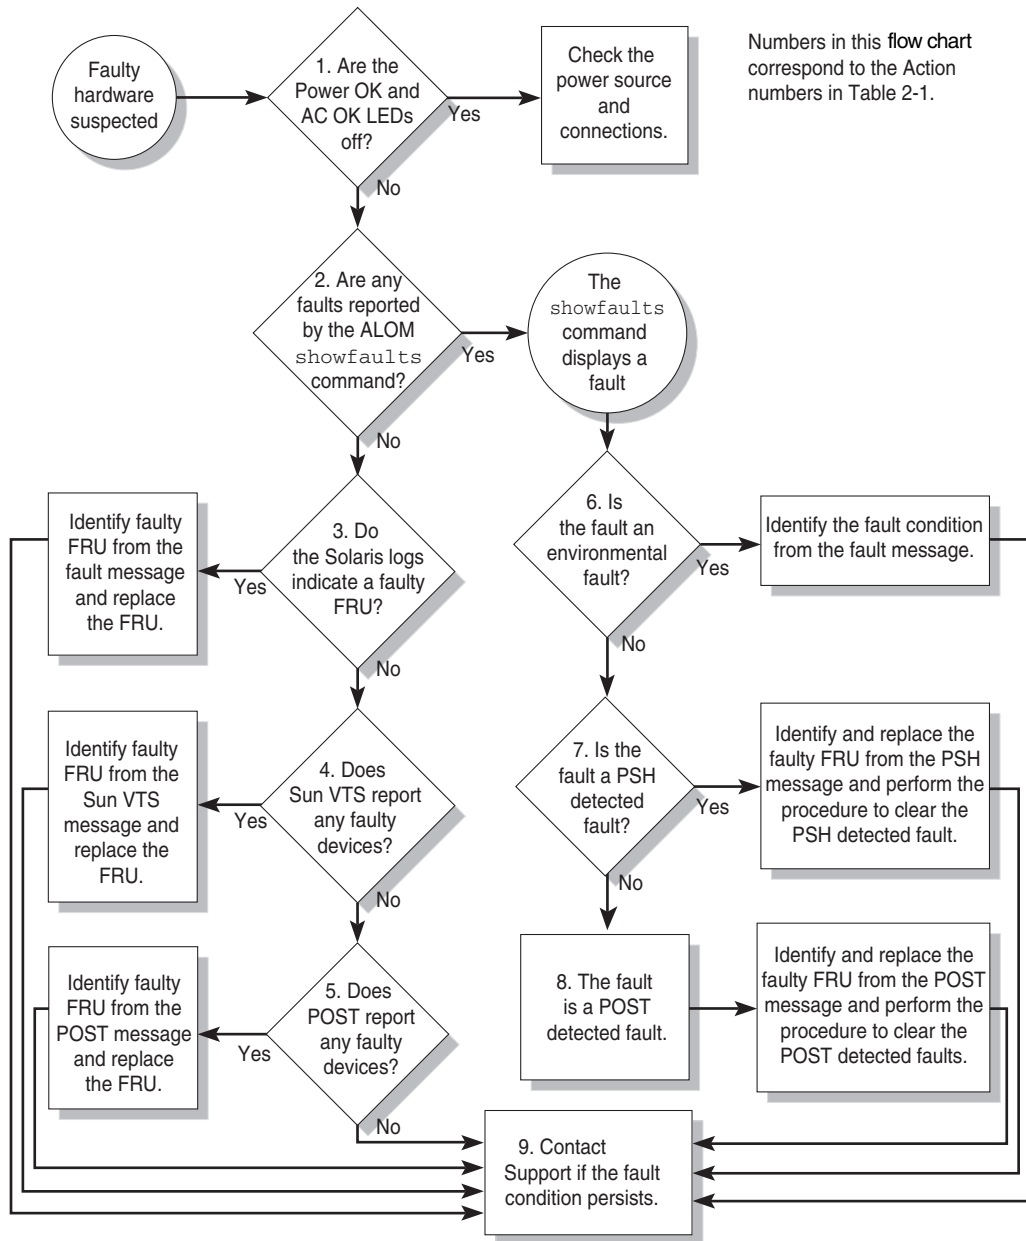 Faulty
hardware
suspected
1. Are the
Power OK and
AC OK LEDs
off?
Yes
Check the
power source
and
connections.
Numbers in this flow chart
correspond to the Action
numbers in Table 2-1.
No
2. Are any
faults reported
by the ALOM
showfaults
command?
Yes
The
showfaults
command
displays a
fault
No
3. Do
the Solaris logs
indicate a faulty
FRU?
Yes
Identify faulty
FRU from the
fault message
and replace
the FRU.
6. Is
the fault an
environmental
fault?
Yes
Identify the fault condition
from the fault message.
No
No
4. Does
Sun VTS report
any faulty
devices?
Yes
Identify faulty
FRU from the
Sun VTS
message and
replace the
FRU.
7. Is the
fault a PSH
detected
fault?
Yes
Identify and replace the
faulty FRU from the PSH
message and perform the
procedure to clear the
PSH detected fault.
No
No
5. Does
POST report
any faulty
devices?
Yes
Identify faulty
FRU from the
POST message
and replace
the FRU.
8. The fault
is a POST
detected fault.
Identify and replace the
faulty FRU from the POST
message and perform the
procedure to clear the
POST detected faults.
No
9. Contact
Support if the fault
condition persists.